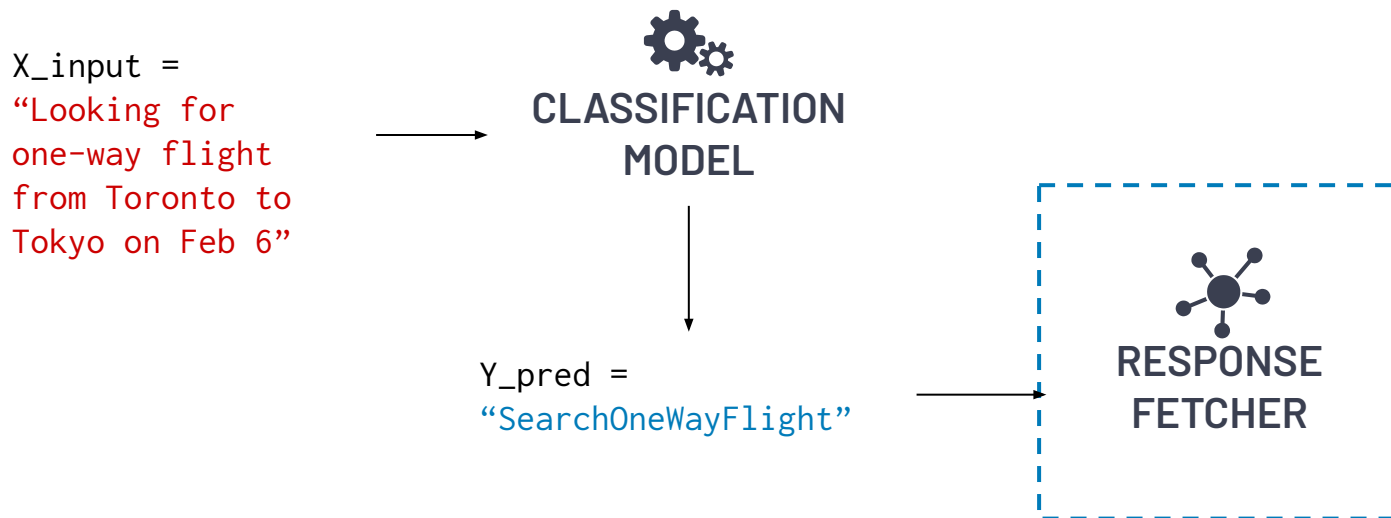 X_input =
“Looking for
one-way flight
from Toronto to
Tokyo on Feb 6”
CLASSIFICATION
MODEL
Y_pred =
“SearchOneWayFlight”
RESPONSE
FETCHER